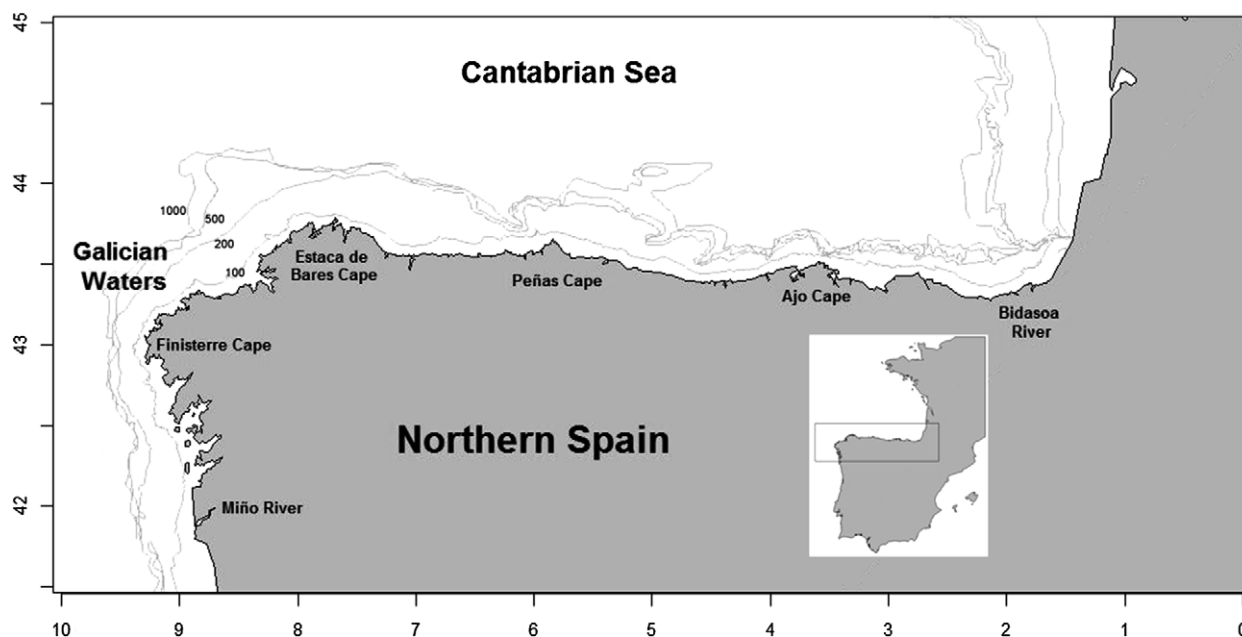 45
Cantabrian Sea
44
1000
500
200
100
Galician
Waters
Estaca de
Bares Cape
Peñas Cape
Ajo Cape
Bidasoa
River
43
Finisterre Cape
Northern Spain
42
Miño River
10 9 8 7 6 5 4 3 2 1 0